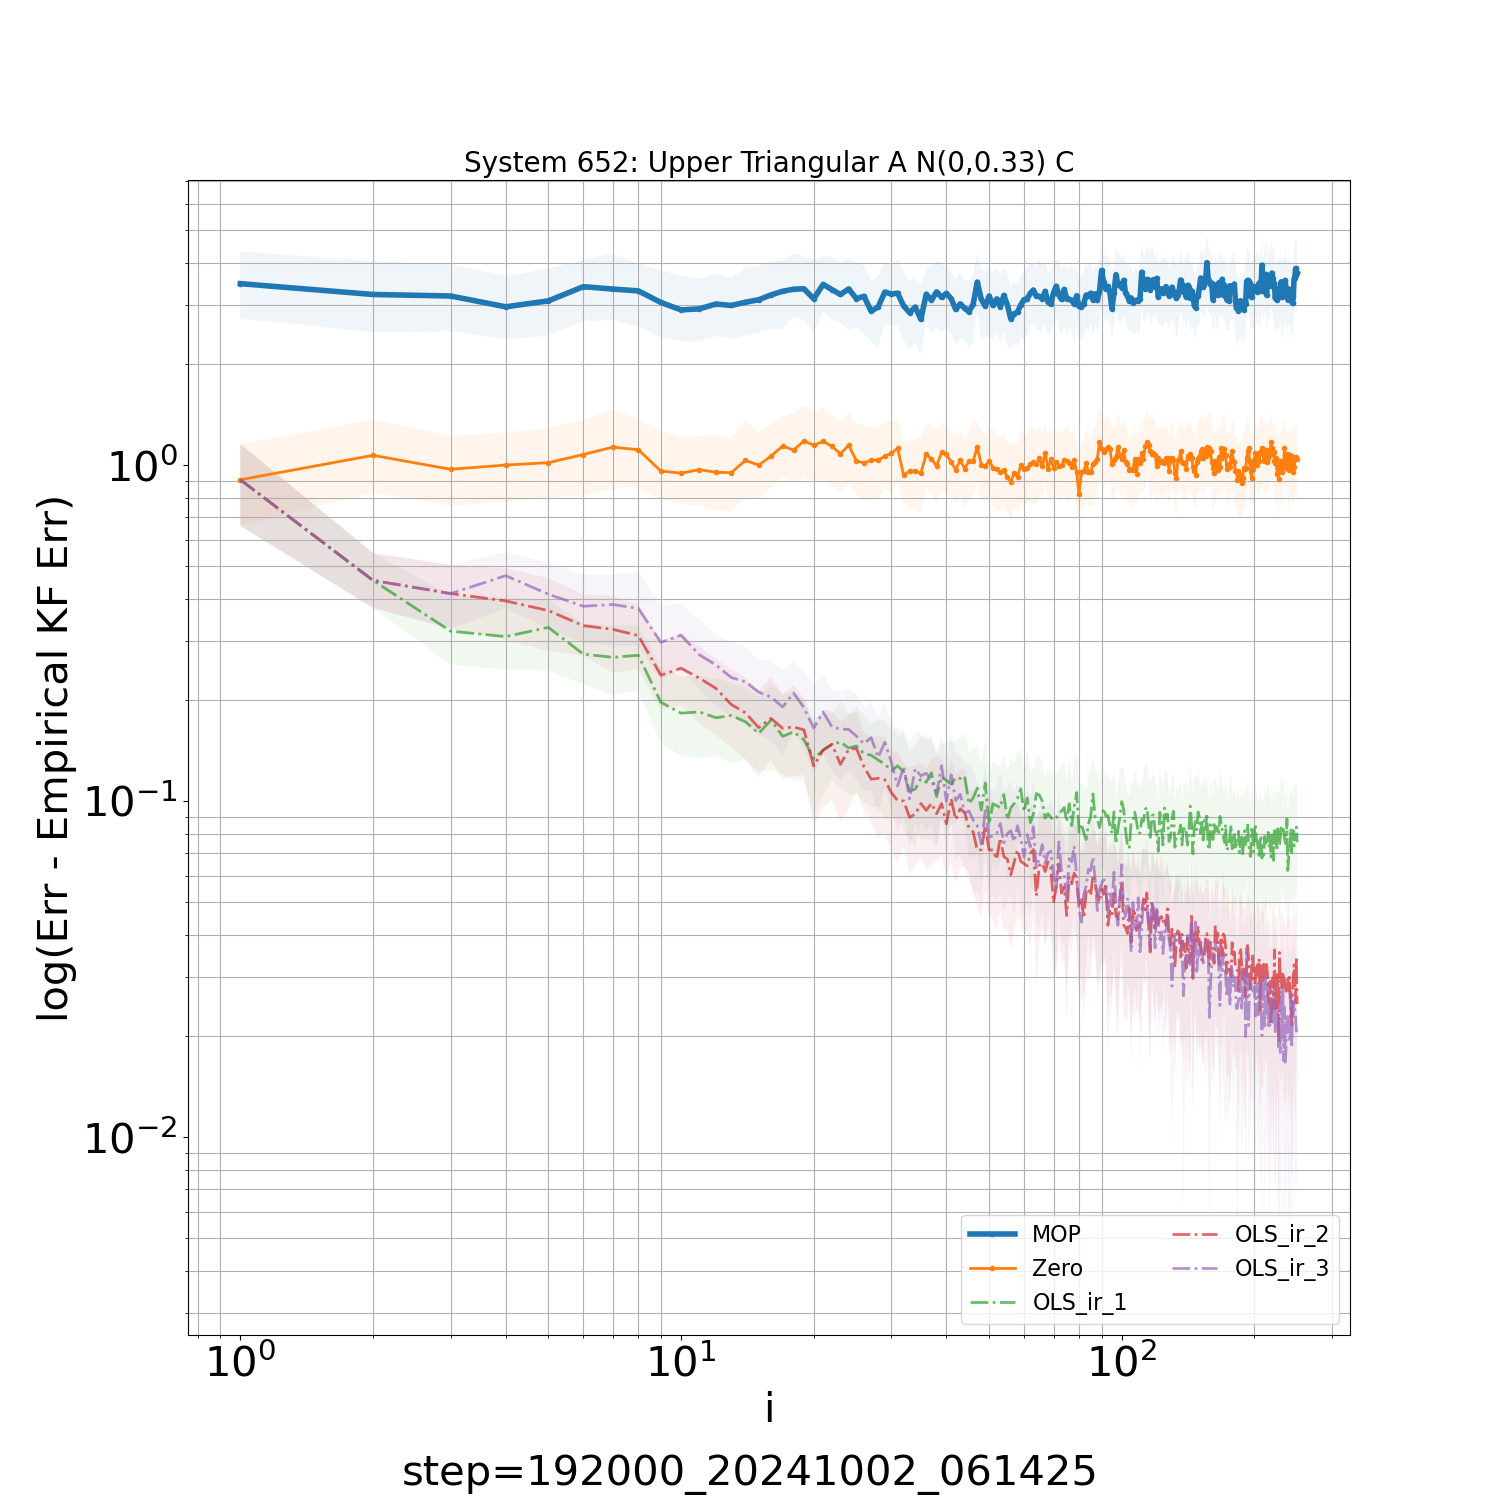 System 652: Upper Triangular A N(0,0.33) C
log(Err - Empirical KF Err)
10⁰
10⁻¹
10⁻²
MOP
Zero
OLS_ir_1
OLS_ir_2
OLS_ir_3
10⁰ 10¹ 10²
i
step=192000_20241002_061425